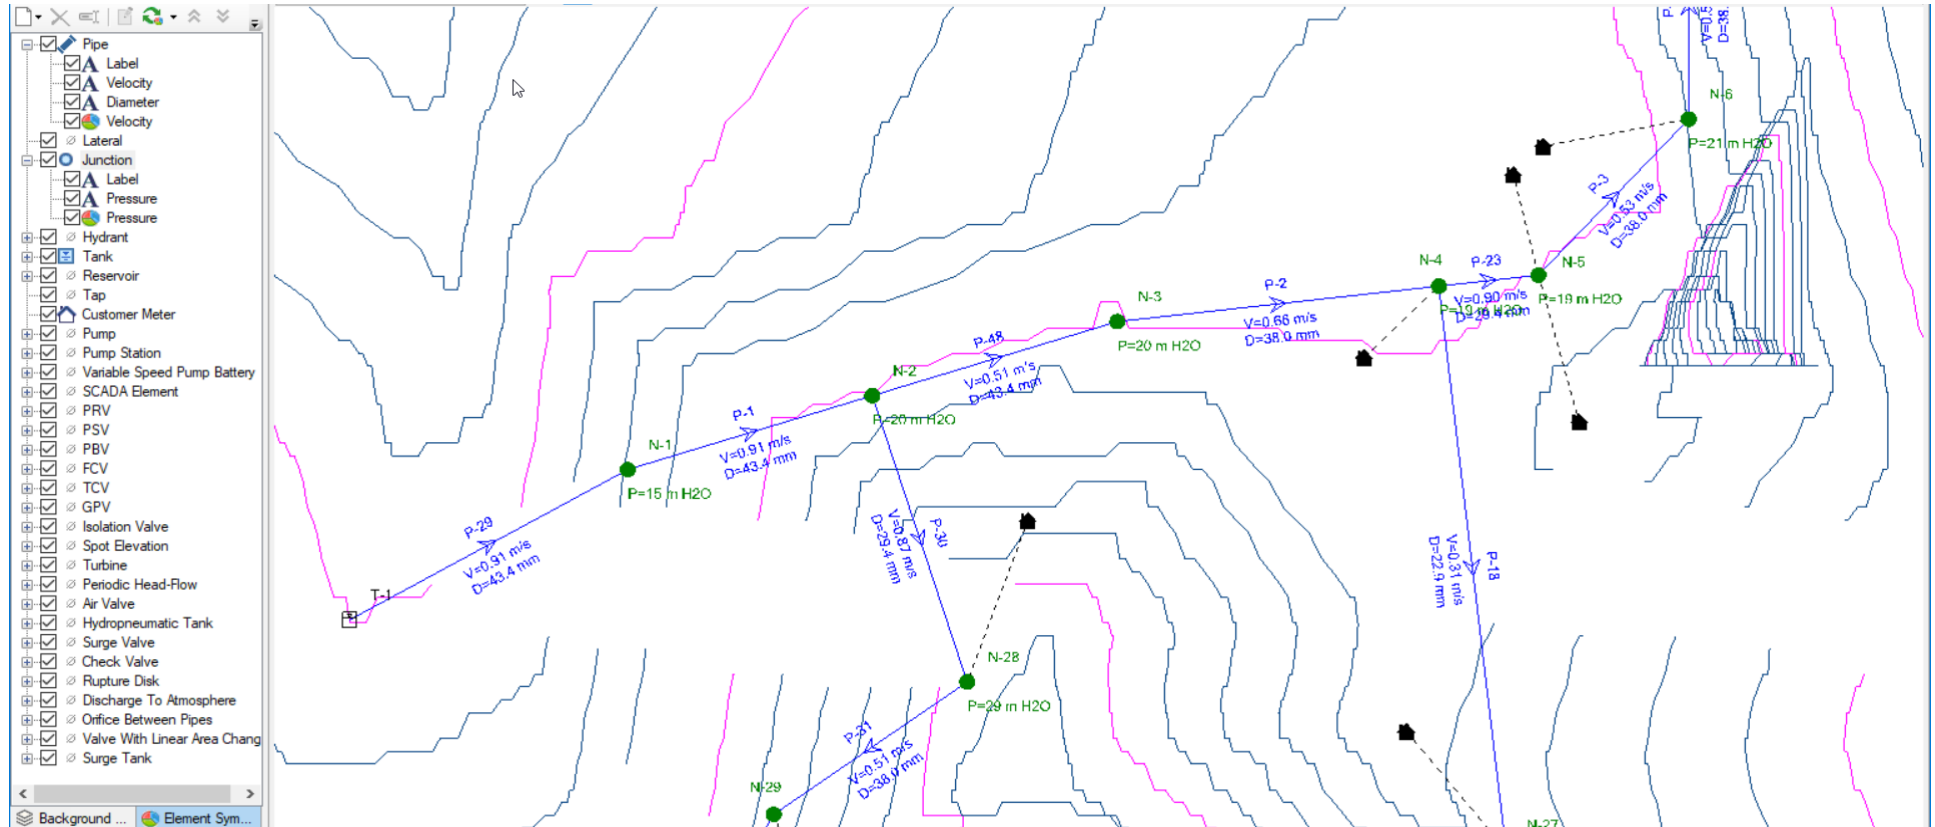 Pipe
Label
Velocity
Diameter
Velocity
Lateral
Junction
Label
Pressure
Pressure
Hydrant
Tank
Reservoir
Tap
Customer Meter
Pump
Pump Station
Variable Speed Pump Battery
SCADA Element
PRV
PSV
PBV
FCV
TCV
GPV
Isolation Valve
Spot Elevation
Turbine
Periodic Head-Flow
Air Valve
Hydropneumatic Tank
Surge Valve
Check Valve
Rupture Disk
Discharge To Atmosphere
Orifice Between Pipes
Valve With Linear Area Chang
Surge Tank
Background ...
Element Sym...
T-1
P-29
V=0.91 m/s
D=43.4 mm
N-1
P=15 m H2O
P-1
V=0.91 m/s
D=43.4 mm
N-2
P=20 m H2O
P-48
V=0.51 m/s
D=43.4 mm
N-3
P=20 m H2O
P-2
V=0.66 m/s
D=38.0 mm
N-4
P=19 m H2O
P-23
V=0.90 m/s
D=29.4 mm
N-5
P=19 m H2O
P-3
V=0.53 m/s
D=38.0 mm
N-6
P=21 m H2O
D=38.
P-30
V=0.87 m/s
D=29.4 mm
N-28
P=29 m H2O
P-31
V=0.51 m/s
D=38.0 mm
N-29
P-18
V=0.31 m/s
D=22.9 mm
N-27